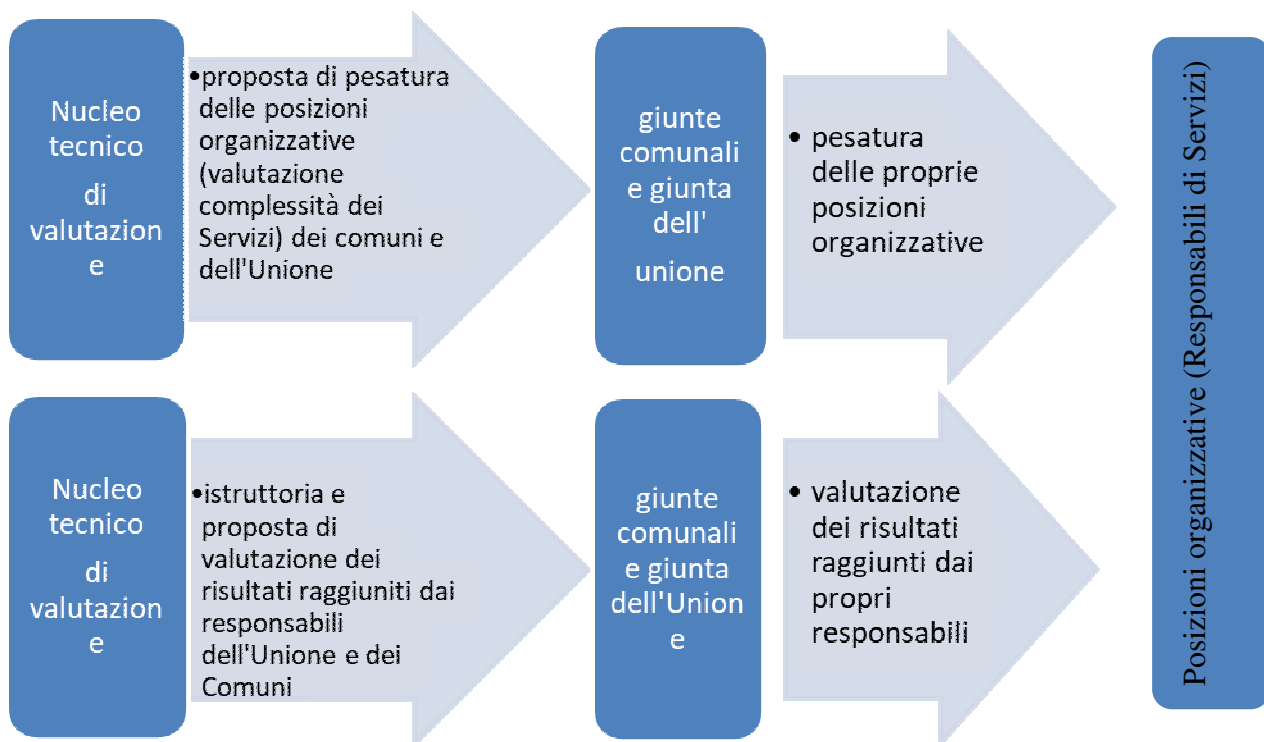 Nucleo
tecnico
di
valutazion
e
•proposta di pesatura
delle posizioni
organizzative
(valutazione
complessità dei
Servizi) dei comuni e
dell'Unione
giunte
comunali
e giunta
dell'
unione
• pesatura
delle proprie
posizioni
organizzative
Nucleo
tecnico
di
valutazion
e
•istruttoria e
proposta di
valutazione dei
risultati raggiuniti dai
responsabili
dell'Unione e dei
Comuni
giunte
comunali
e giunta
dell'Union
e
• valutazione
dei risultati
raggiunti dai
propri
responsabili
Posizioni organizzative (Responsabili di Servizi)